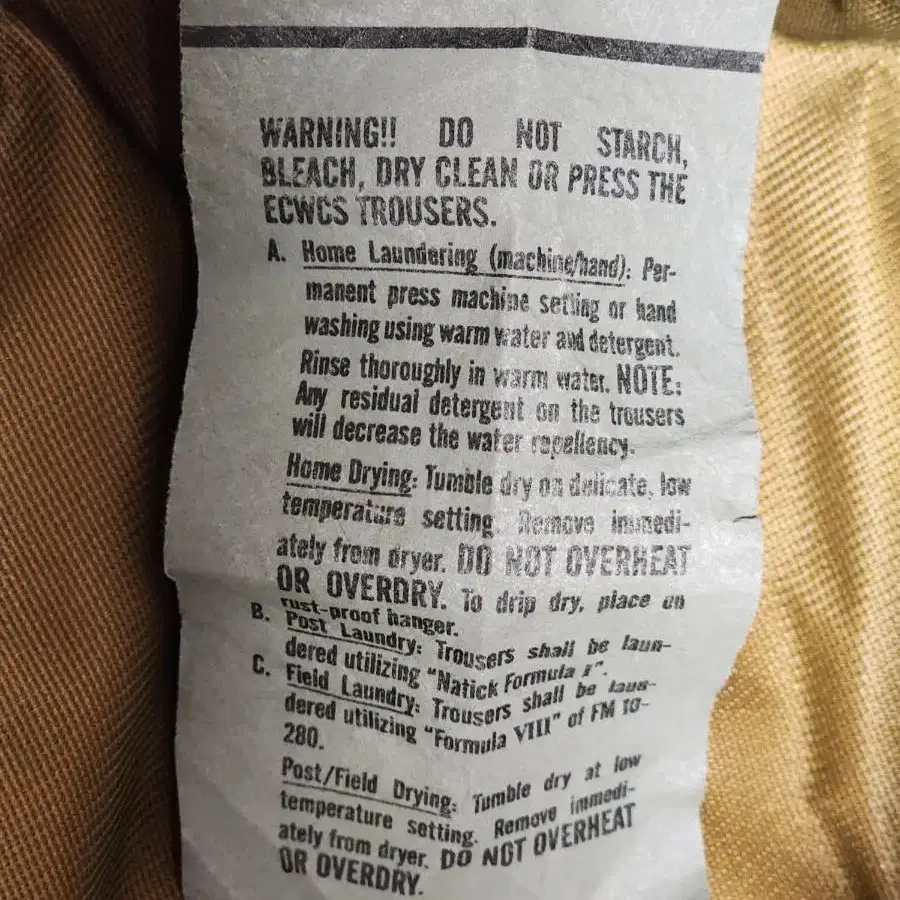 WARNING!! DO NOT STARCH,
BLEACH, DRY CLEAN OR PRESS THE
ECWCS TROUSERS.
A. Home Laundering (machine/hand): Per-
manent press machine setting or hand
washing using warm water and detergent.
Rinse thoroughly in warm water. NOTE:
Any residual detergent on the trousers
will decrease the water repellency.
Home Drying: Tumble dry on delicate, low
temperature setting. Remove immedi-
ately from dryer. DO NOT OVERHEAT
OR OVERDRY. To drip dry, place on
rust-proof hanger.
B. Post Laundry: Trousers shall be laun-
dered utilizing "Natick Formula I".
C. Field Laundry: Trousers shall be laun-
dered utilizing "Formula VIII" of FM 10-
280.
Post/Field Drying: Tumble dry at low
temperature setting. Remove immedi-
ately from dryer. DO NOT OVERHEAT
OR OVERDRY.